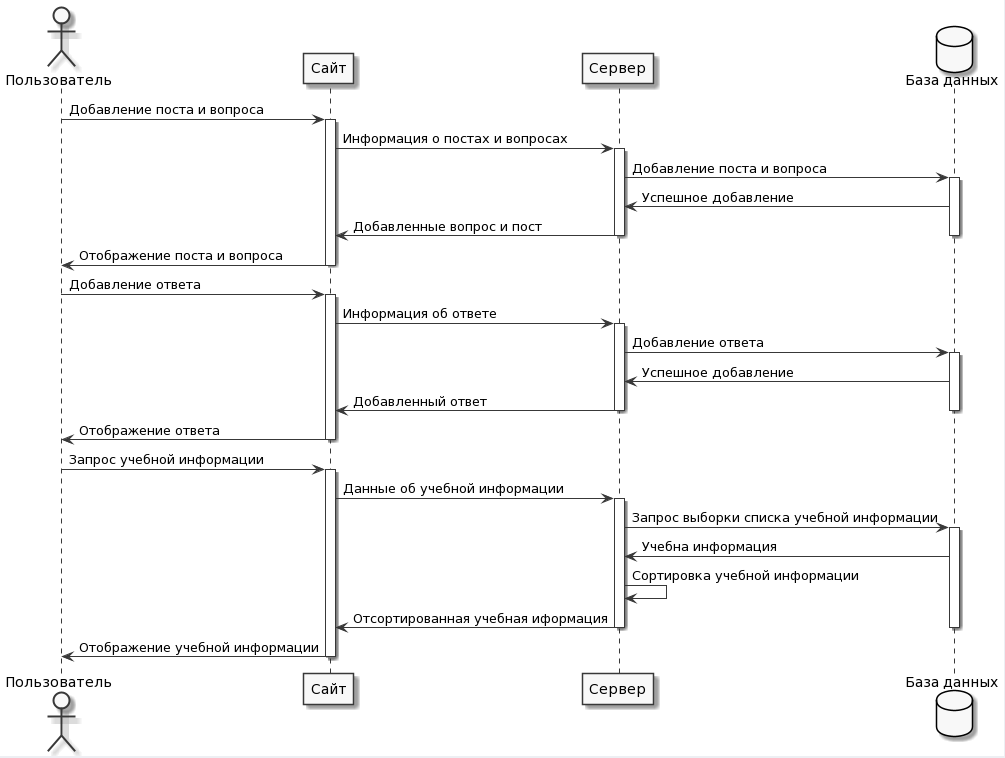 Пользователь
Сайт
Сервер
База данных
Добавление поста и вопроса
Информация о постах и вопросах
Добавление поста и вопроса
Успешное добавление
Добавленные вопрос и пост
Отображение поста и вопроса
Добавление ответа
Информация об ответе
Добавление ответа
Успешное добавление
Добавленный ответ
Отображение ответа
Запрос учебной информации
Данные об учебной информации
Запрос выборки списка учебной информации
Учебна информация
Сортировка учебной информации
Отсортированная учебная иформация
Отображение учебной информации
Пользователь
Сайт
Сервер
База данных